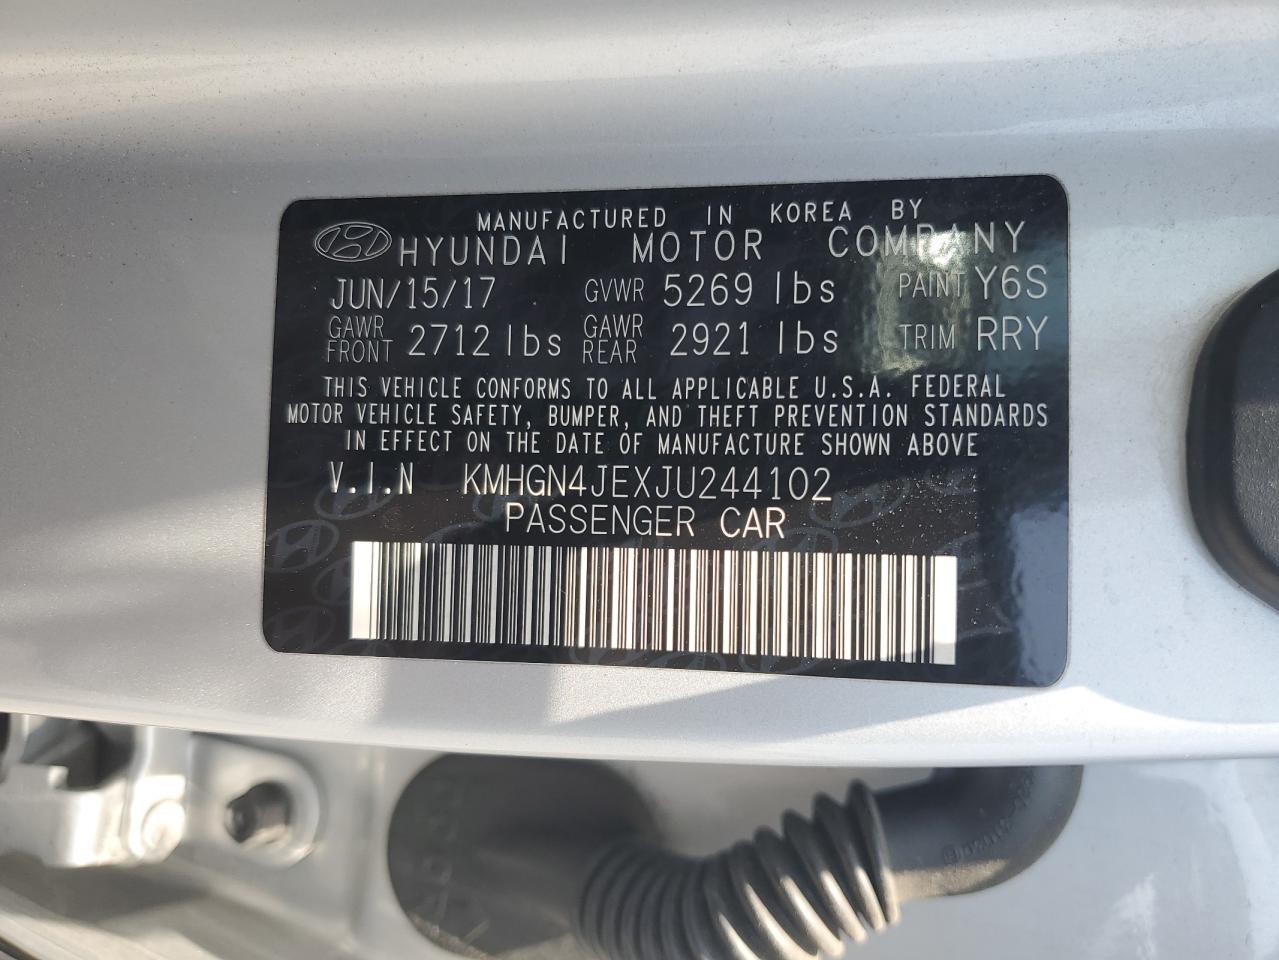 MANUFACTURED IN KOREA BY
HYUNDAI MOTOR COMPANY
JUN/15/17 GVWR 5269 lbs PAINT Y6S
GAWR FRONT 2712 lbs GAWR REAR 2921 lbs TRIM RRY
THIS VEHICLE CONFORMS TO ALL APPLICABLE U.S.A. FEDERAL
MOTOR VEHICLE SAFETY, BUMPER, AND THEFT PREVENTION STANDARDS
IN EFFECT ON THE DATE OF MANUFACTURE SHOWN ABOVE
V.I.N KMHGN4JEXJU244102
PASSENGER CAR